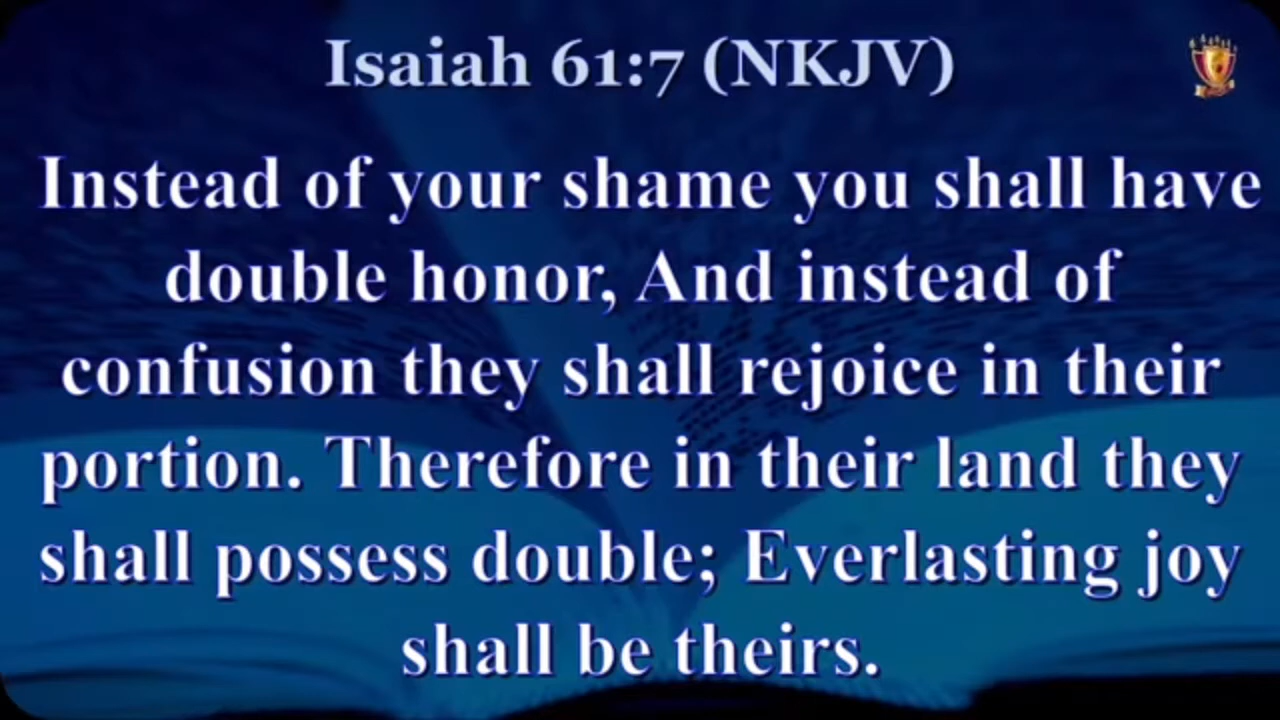 Isaiah 61:7 (NKJV)
Instead of your shame you shall have
double honor, And instead of
confusion they shall rejoice in their
portion. Therefore in their land they
shall possess double; Everlasting joy
shall be theirs.